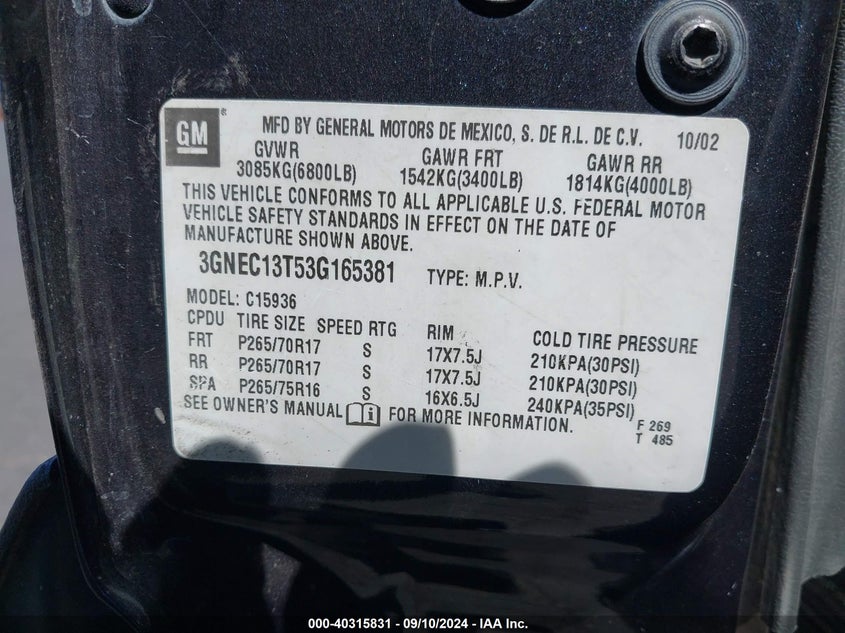 GM ®
MFD BY GENERAL MOTORS DE MEXICO, S. DE R.L. DE C.V. 10/02
GVWR GAWR FRT GAWR RR
3085KG(6800LB) 1542KG(3400LB) 1814KG(4000LB)
THIS VEHICLE CONFORMS TO ALL APPLICABLE U.S. FEDERAL MOTOR
VEHICLE SAFETY STANDARDS IN EFFECT ON THE DATE OF
MANUFACTURE SHOWN ABOVE.
3GNEC13T53G165381 TYPE: M.P.V.
MODEL: C15936
CPDU TIRE SIZE SPEED RTG RIM COLD TIRE PRESSURE
FRT P265/70R17 S 17X7.5J 210KPA(30PSI)
RR P265/70R17 S 17X7.5J 210KPA(30PSI)
SPA P265/75R16 S 16X6.5J 240KPA(35PSI)
SEE OWNER'S MANUAL i FOR MORE INFORMATION.
F 269
T 485
000-40315831 - 09/10/2024 - IAA Inc.